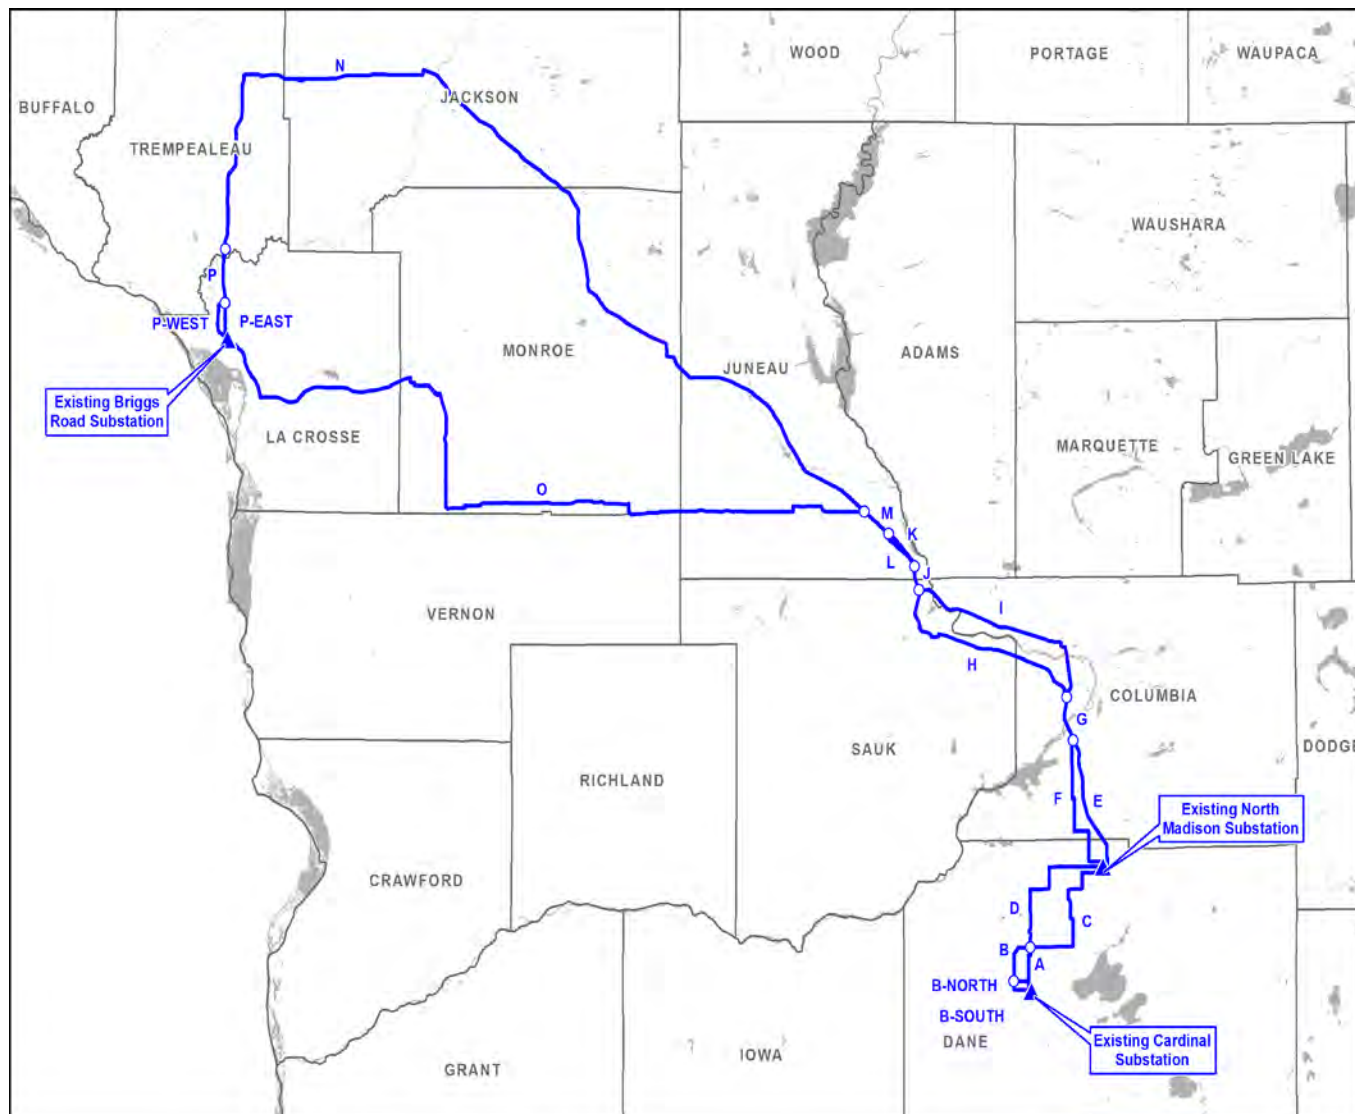 WOOD
PORTAGE
WAUPACA
N
BUFFALO
JACKSON
TREMPEALEAU
WAUSHARA
P
P-WEST
P-EAST
MONROE
JUNEAU
ADAMS
Existing Briggs
Road Substation
LA CROSSE
MARQUETTE
GREEN LAKE
O
M
K
L
J
VERNON
I
H
COLUMBIA
G
SAUK
DODGE
RICHLAND
F
E
Existing North
Madison Substation
CRAWFORD
D
C
B
A
B-NORTH
B-SOUTH
DANE
Existing Cardinal
Substation
IOWA
GRANT